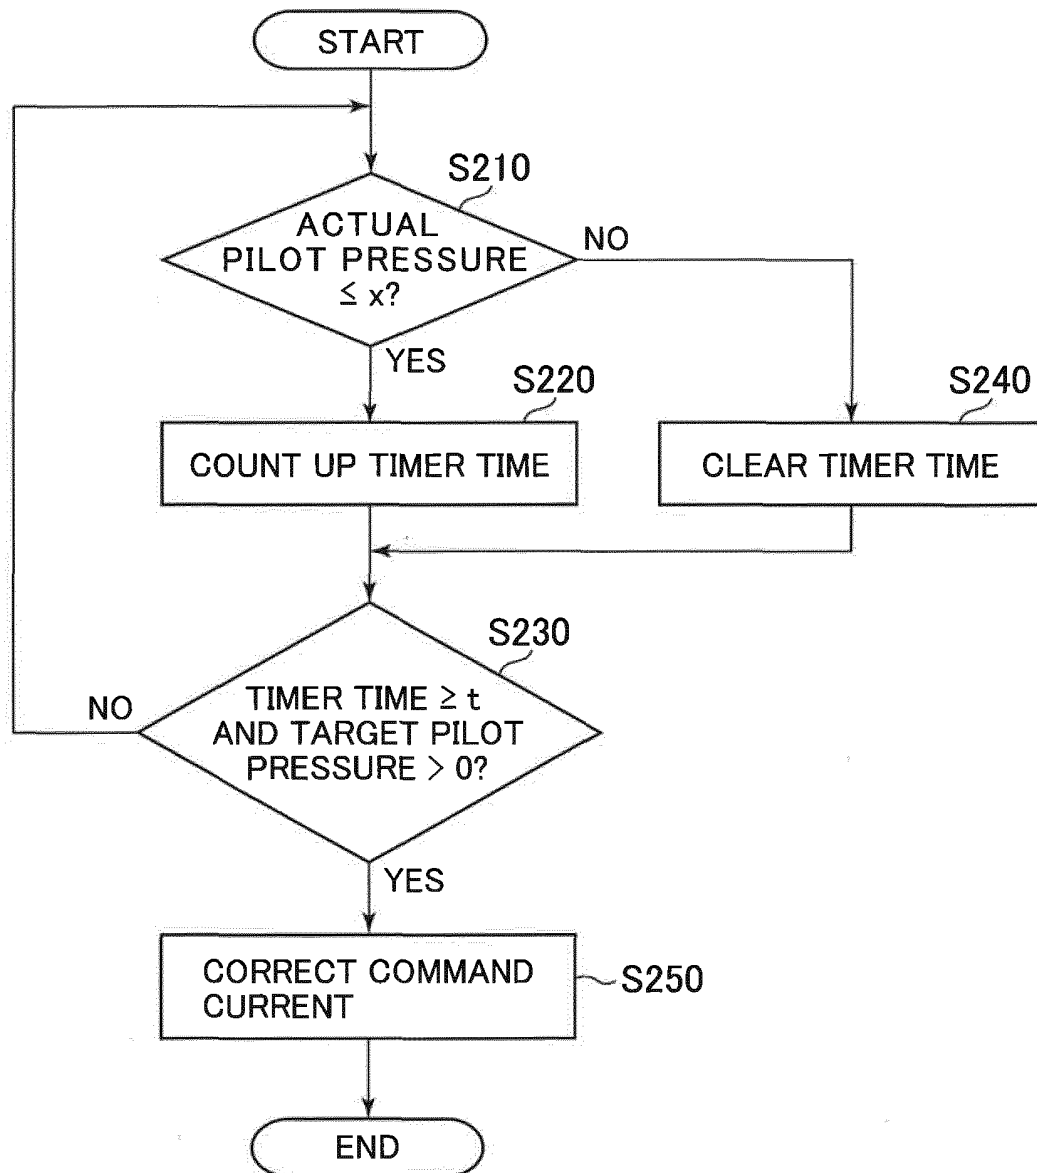 START
S210
ACTUAL
PILOT PRESSURE
≤ x?
NO
YES
S220
COUNT UP TIMER TIME
S240
CLEAR TIMER TIME
S230
TIMER TIME ≥ t
AND TARGET PILOT
PRESSURE > 0?
NO
YES
CORRECT COMMAND
CURRENT
S250
END